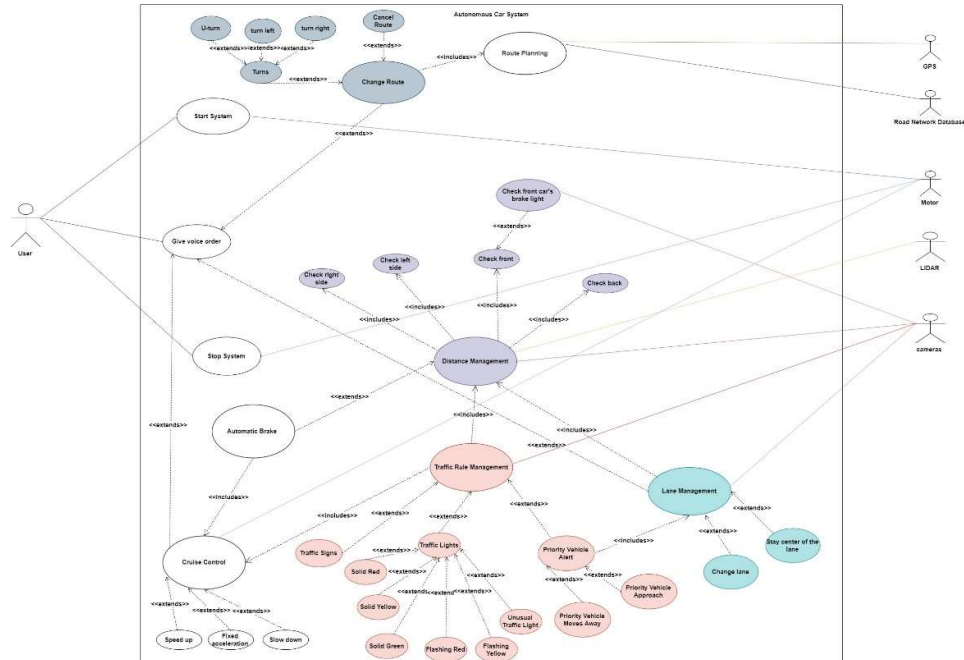 Autonomous Car System
U-turn
turn left
turn right
Cancel
Route
<<extends>>
<<extends>>
<<extends>>
<<extends>>
Turns
<<extends>>
Change Route
<<includes>>
Route Planning
GPS
Road Network Database
Start System
<<extends>>
Motor
User
Give voice order
Check front car's
brake light
<<extends>>
Check right
side
Check left
side
Check front
Check back
LIDAR
<<includes>>
<<includes>>
<<includes>>
<<includes>>
Stop System
Distance Management
cameras
<<extends>>
<<extends>>
Automatic Brake
<<includes>>
<<includes>>
<<extends>>
<<includes>>
Traffic Rule Management
Lane Management
<<includes>>
<<extends>>
<<extends>>
<<extends>>
<<extends>>
Cruise Control
Traffic Signs
Traffic Lights
Priority Vehicle
Alert
<<includes>>
<<extends>>
Stay center of the
lane
Change lane
Solid Red
<<extends>>
<<extends>>
<<extends>>
<<extends>>
<<extends>>
Priority Vehicle
Approach
Solid Yellow
Unusual
Traffic Light
Priority Vehicle
Moves Away
<<extends>>
<<extends>>
<<extends>>
Speed up
Fixed
acceleration
Slow down
Solid Green
Flashing Red
Flashing
Yellow